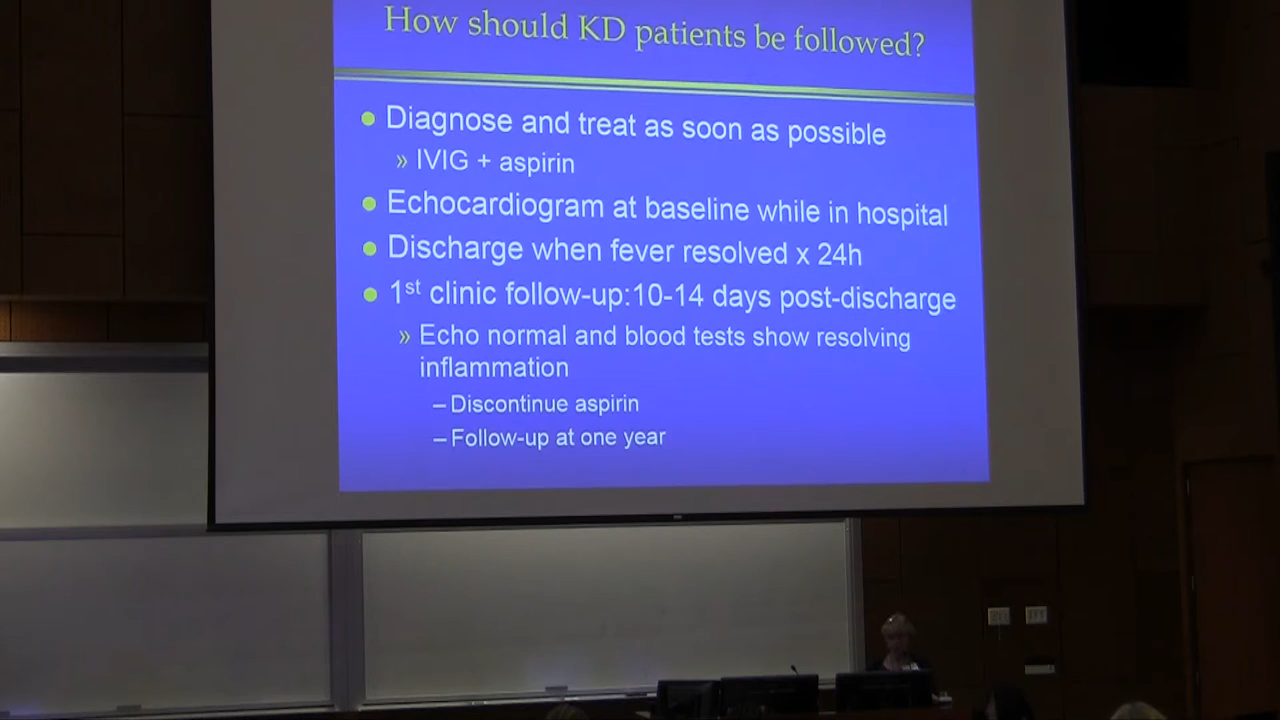 How should KD patients be followed?
Diagnose and treat as soon as possible
» IVIG + aspirin
Echocardiogram at baseline while in hospital
Discharge when fever resolved x 24h
1st clinic follow-up:10-14 days post-discharge
» Echo normal and blood tests show resolving
inflammation
– Discontinue aspirin
– Follow-up at one year